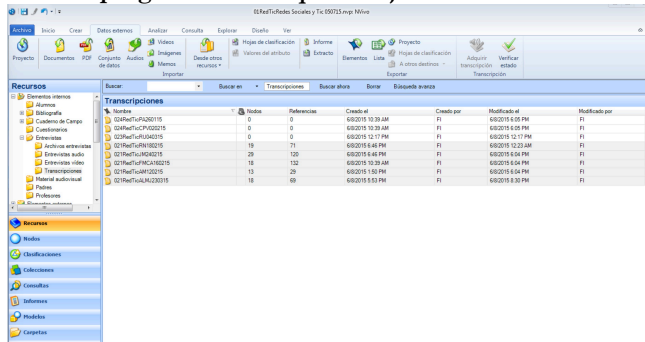 01RedTicRedes Sociales y Tic 050715.nvp: NVivo
Archivo Inicio Crear Datos externos Analizar Consulta Explorar Diseño Ver
Proyecto Documentos PDF Conjunto de datos Audios Vídeos Imágenes Memos Desde otros recursos Hojas de clasificación Valores del atributo Informe Extracto Elementos Lista Proyecto Hojas de clasificación A otros destinos Adquirir transcripción Verificar estado
Importar Exportar Transcripción
Recursos
Buscar: Buscar en Transcripciones Buscar ahora Borrar Búsqueda avanza
Elementos internos
Alumnos
Bibliografía
Cuaderno de Campo
Cuestionarios
Entrevistas
Archivos entrevistas
Entrevistas audio
Entrevistas vídeo
Transcripciones
Material audiovisual
Padres
Profesores
Elementos externos
Transcripciones
Nombre Nodos Referencias Creado el Creado por Modificado el Modificado por
024RedTicPA260115 0 0 6/8/2015 10:39 AM FI 6/8/2015 6:05 PM FI
024RedTicCPV020215 0 0 6/8/2015 10:39 AM FI 6/8/2015 6:05 PM FI
023RedTicPU040315 0 0 6/8/2015 12:17 PM FI 6/8/2015 12:17 PM FI
021RedTicRN180215 19 71 6/8/2015 6:46 PM FI 6/8/2015 12:23 AM FI
021RedTicJM240215 29 120 6/8/2015 6:46 PM FI 6/8/2015 6:04 PM FI
021RedTicFMCA160215 18 132 6/8/2015 10:39 AM FI 6/8/2015 6:04 PM FI
021RedTicAM120215 13 29 6/8/2015 1:50 PM FI 6/8/2015 6:04 PM FI
021RedTicALMJ230315 18 69 6/8/2015 5:53 PM FI 6/8/2015 8:30 PM FI
Recursos
Nodos
Clasificaciones
Colecciones
Consultas
Informes
Modelos
Carpetas